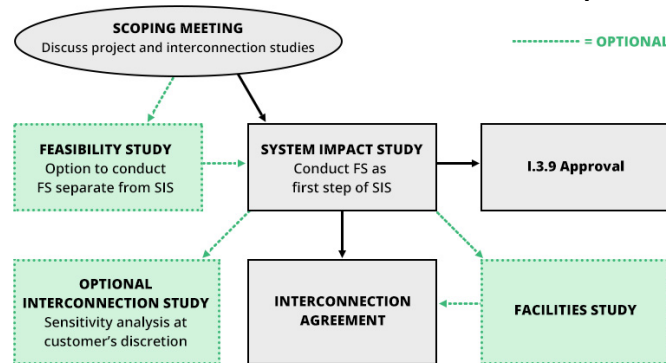 SCOPING MEETING
Discuss project and interconnection studies
= OPTIONAL
FEASIBILITY STUDY
Option to conduct
FS separate from SIS
SYSTEM IMPACT STUDY
Conduct FS as
first step of SIS
I.3.9 Approval
OPTIONAL
INTERCONNECTION STUDY
Sensitivity analysis at
customer's discretion
INTERCONNECTION
AGREEMENT
FACILITIES STUDY